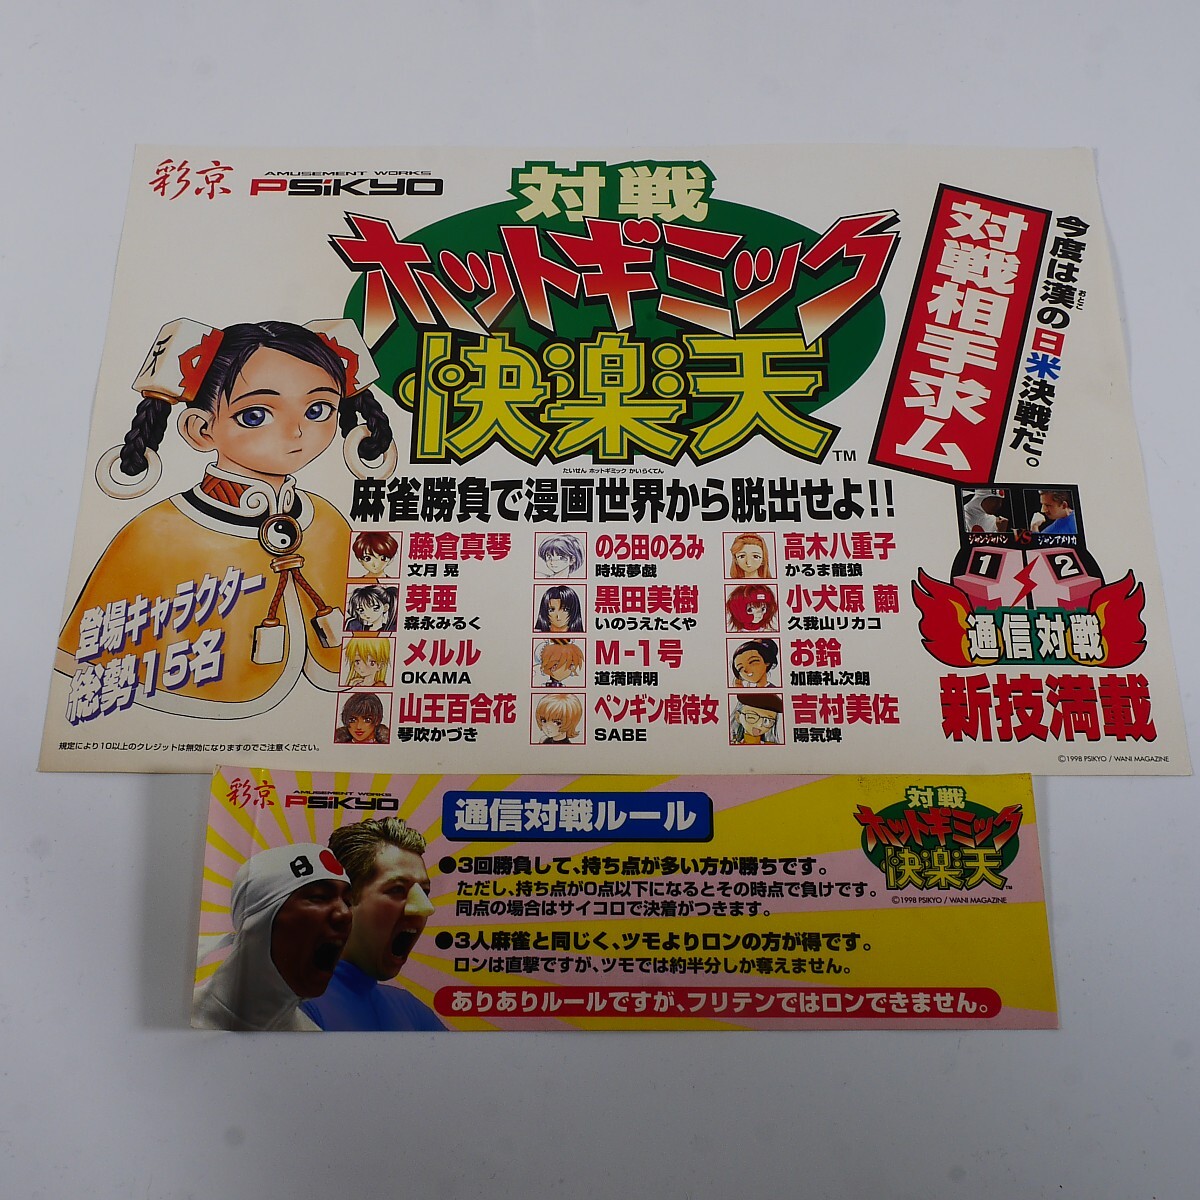 彩京
AMUSEMENT WORKS
PSiKYO
対戦
ホットギミック
快楽天
TM
たいせん ホットギミック かいらくてん
今度は漢の日米決戦だ。
おとこ
対戦相手求ム
天
麻雀勝負で漫画世界から脱出せよ!!
藤倉真琴
文月 晃
のろ田のろみ
時坂夢戯
高木八重子
かるま龍狼
芽亜
森永みるく
黒田美樹
いのうえたくや
小犬原 繭
久我山リカコ
メルル
OKAMA
M-1号
道満晴明
お鈴
加藤礼次朗
山王百合花
琴吹かづき
ペンギン虐待女
SABE
吉村美佐
陽気婢
登場キャラクター
総勢15名
ジャンジャパン
VS
ジャンアメリカ
1
2
通信対戦
新技満載
規定により10以上のクレジットは無効になりますのでご注意ください。
©1998 PSIKYO / WANI MAGAZINE
彩京
AMUSEMENT WORKS
PSiKYO
通信対戦ルール
対戦
ホットギミック
快楽天
TM
©1998 PSIKYO / WANI MAGAZINE
日
●3回勝負して、持ち点が多い方が勝ちです。
ただし、持ち点が0点以下になるとその時点で負けです。
同点の場合はサイコロで決着がつきます。
●3人麻雀と同じく、ツモよりロンの方が得です。
ロンは直撃ですが、ツモでは約半分しか奪えません。
ありありルールですが、フリテンではロンできません。